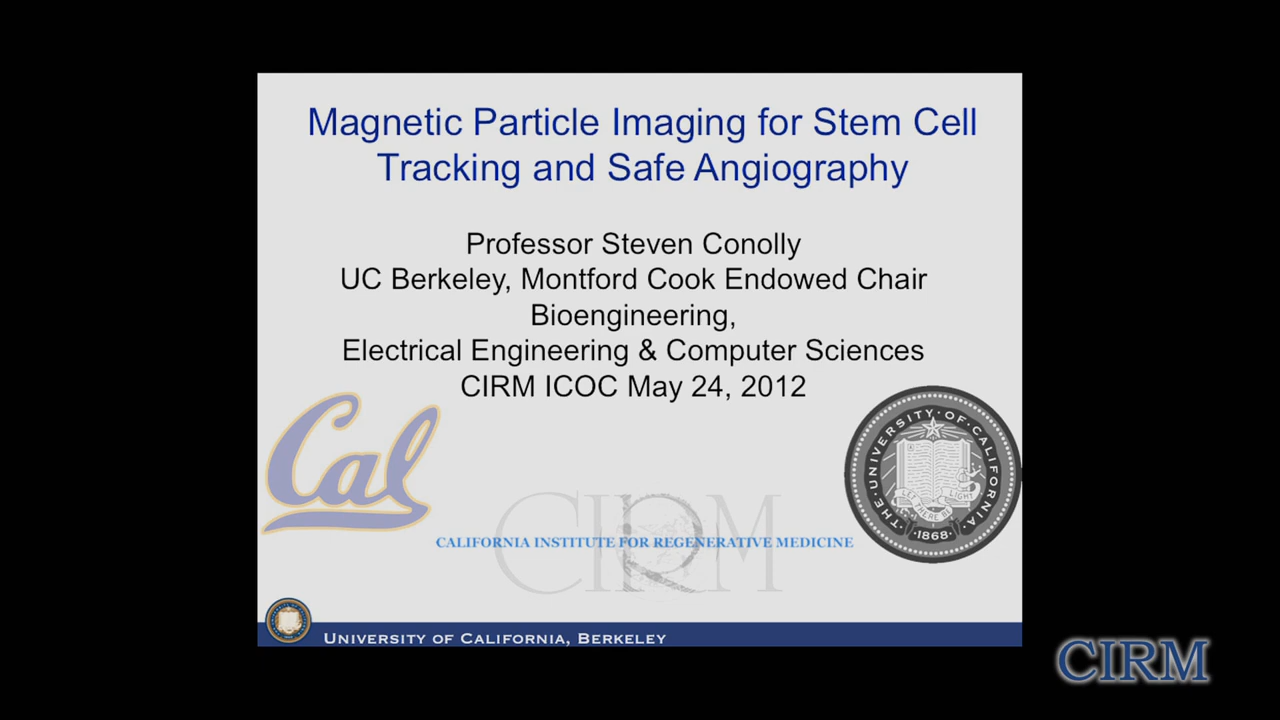 Magnetic Particle Imaging for Stem Cell
Tracking and Safe Angiography
Professor Steven Conolly
UC Berkeley, Montford Cook Endowed Chair
Bioengineering,
Electrical Engineering & Computer Sciences
CIRM ICOC May 24, 2012
Cal
THE·UNIVERSITY·OF·CALIFORNIA
LET THERE BE LIGHT
·1868·
CIRM
CALIFORNIA INSTITUTE FOR REGENERATIVE MEDICINE
UNIVERSITY OF CALIFORNIA, BERKELEY
CIRM